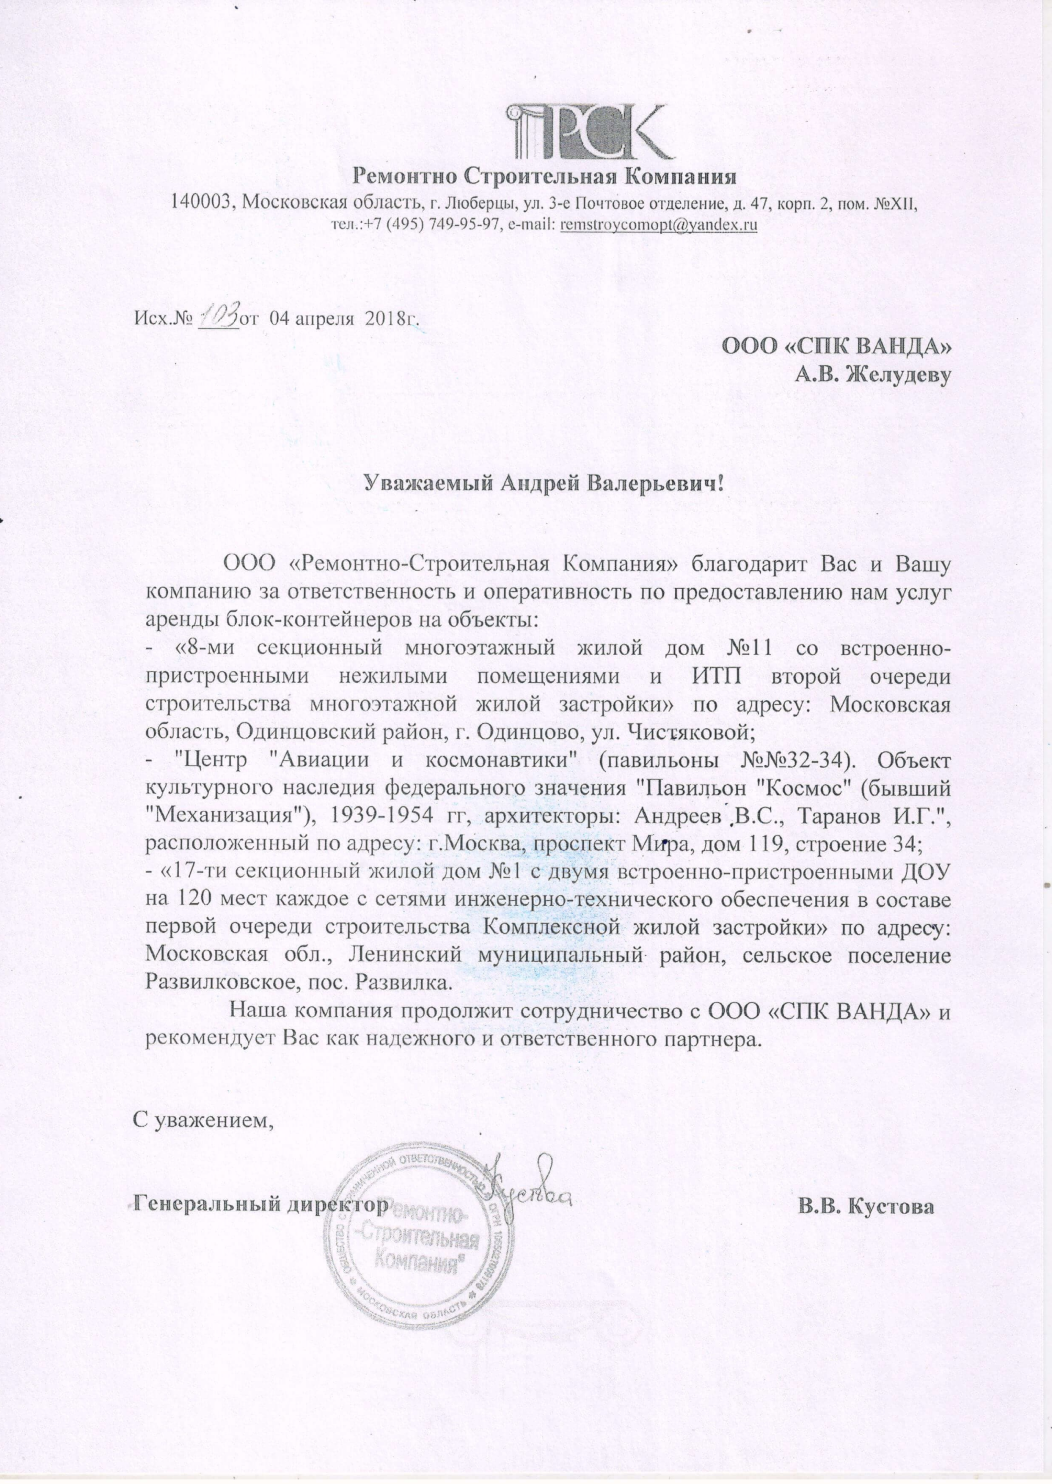 РСК
Ремонтно Строительная Компания
140003, Московская область, г. Люберцы, ул. 3-е Почтовое отделение, д. 47, корп. 2, пом. №XII,
тел.:+7 (495) 749-95-97, e-mail: remstroycomopt@yandex.ru
Исх.№ 103 от 04 апреля 2018г.
ООО «СПК ВАНДА»
А.В. Желудеву
Уважаемый Андрей Валерьевич!
ООО «Ремонтно-Строительная Компания» благодарит Вас и Вашу
компанию за ответственность и оперативность по предоставлению нам услуг
аренды блок-контейнеров на объекты:
- «8-ми секционный многоэтажный жилой дом №11 со встроенно-
пристроенными нежилыми помещениями и ИТП второй очереди
строительства многоэтажной жилой застройки» по адресу: Московская
область, Одинцовский район, г. Одинцово, ул. Чистяковой;
- "Центр "Авиации и космонавтики" (павильоны №№32-34). Объект
культурного наследия федерального значения "Павильон "Космос" (бывший
"Механизация"), 1939-1954 гг, архитекторы: Андреев В.С., Таранов И.Г.",
расположенный по адресу: г.Москва, проспект Мира, дом 119, строение 34;
- «17-ти секционный жилой дом №1 с двумя встроенно-пристроенными ДОУ
на 120 мест каждое с сетями инженерно-технического обеспечения в составе
первой очереди строительства Комплексной жилой застройки» по адресу:
Московская обл., Ленинский муниципальный район, сельское поселение
Развилковское, пос. Развилка.
Наша компания продолжит сотрудничество с ООО «СПК ВАНДА» и
рекомендует Вас как надежного и ответственного партнера.
С уважением,
Генеральный директор В.В. Кустова
Кустова
ОБЩЕСТВО С ОГРАНИЧЕННОЙ ОТВЕТСТВЕННОСТЬЮ ОГРН
"Ремонтно-
-Строительная
Компания"
МОСКОВСКАЯ ОБЛАСТЬ